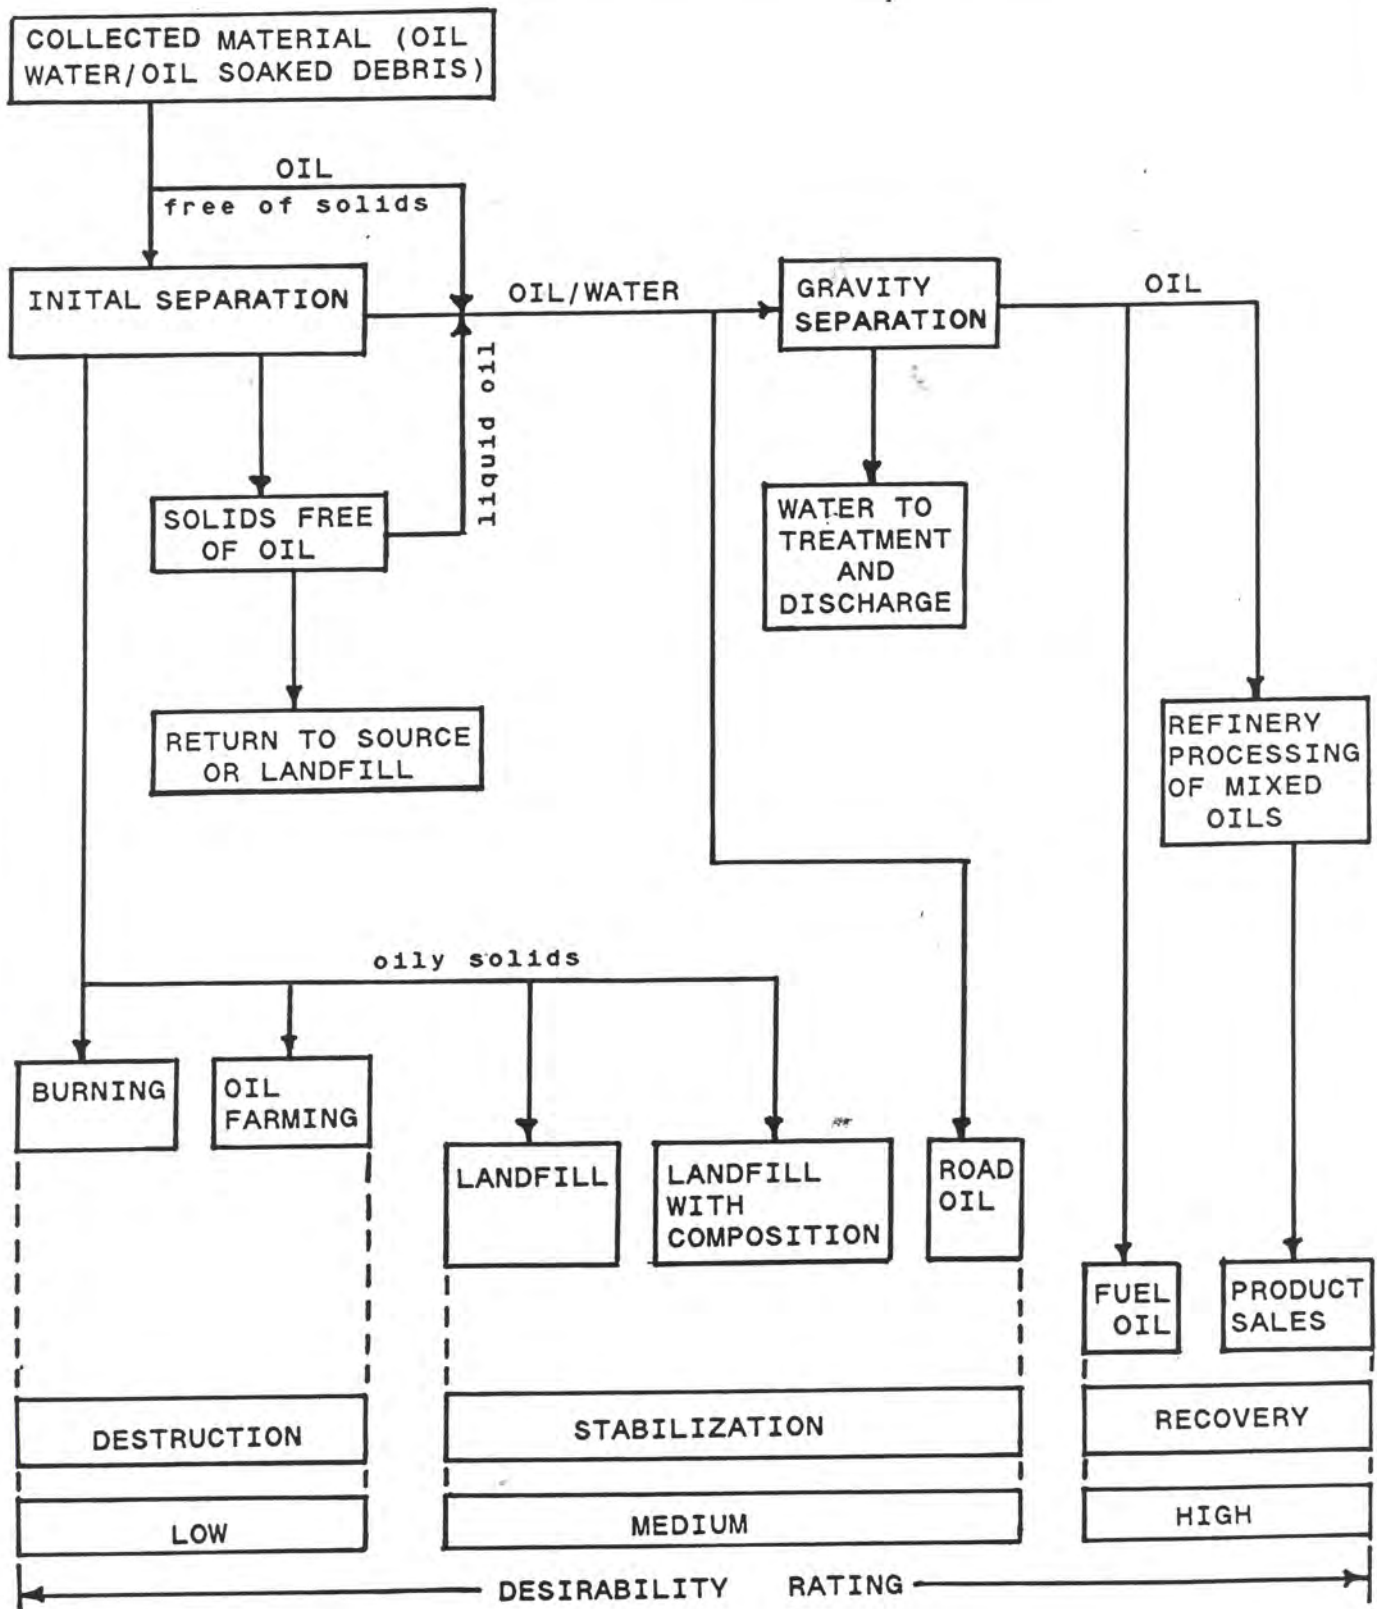 COLLECTED MATERIAL (OIL
WATER/OIL SOAKED DEBRIS)
OIL
free of solids
INITAL SEPARATION
OIL/WATER
GRAVITY
SEPARATION
OIL
liquid oil
SOLIDS FREE
OF OIL
WATER TO
TREATMENT
AND
DISCHARGE
RETURN TO SOURCE
OR LANDFILL
REFINERY
PROCESSING
OF MIXED
OILS
oily solids
BURNING
OIL
FARMING
LANDFILL
LANDFILL
WITH
COMPOSITION
ROAD
OIL
FUEL
OIL
PRODUCT
SALES
DESTRUCTION
STABILIZATION
RECOVERY
LOW
MEDIUM
HIGH
DESIRABILITY RATING